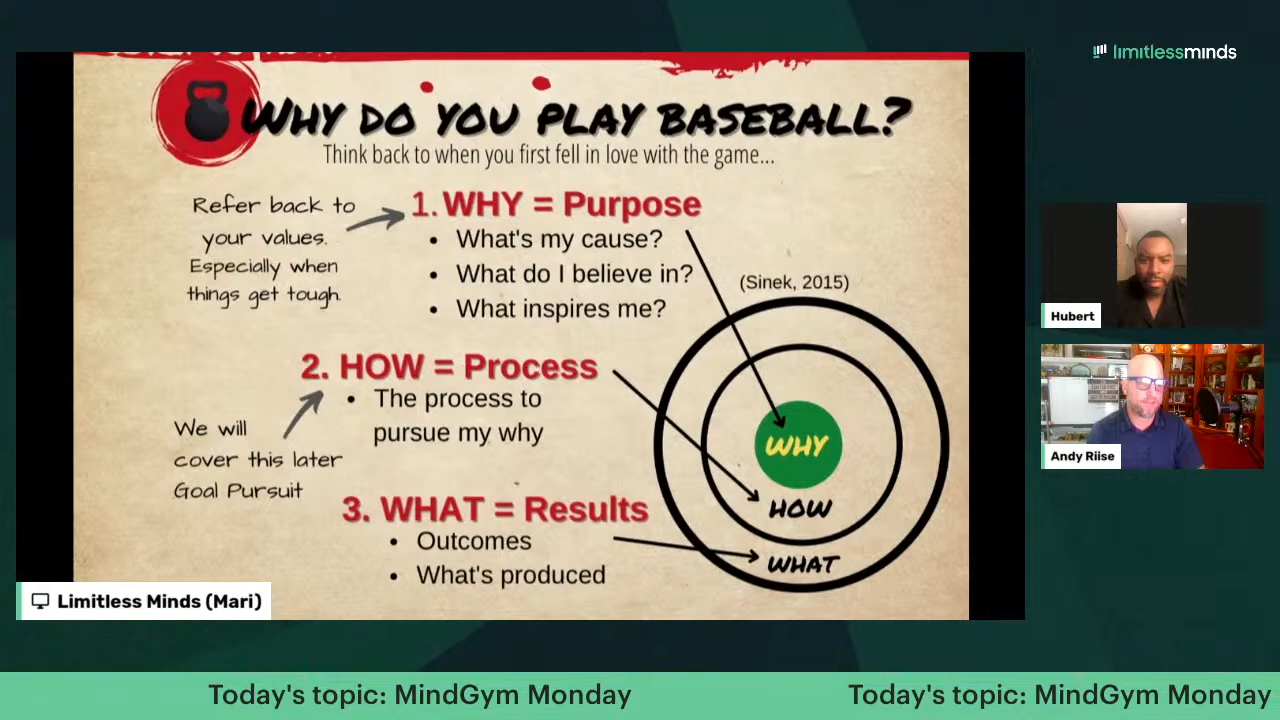 limitlessminds
WHY DO YOU PLAY BASEBALL?
Think back to when you first fell in love with the game...
Refer back to
your values.
Especially when
things get tough.
1. WHY = Purpose
• What's my cause?
• What do I believe in?
• What inspires me?
(Sinek, 2015)
2. HOW = Process
• The process to
pursue my why
We will
cover this later
Goal Pursuit
3. WHAT = Results
• Outcomes
• What's produced
WHY
HOW
WHAT
Hubert
Andy Riise
Limitless Minds (Mari)
Today's topic: MindGym Monday
Today's topic: MindGym Monday